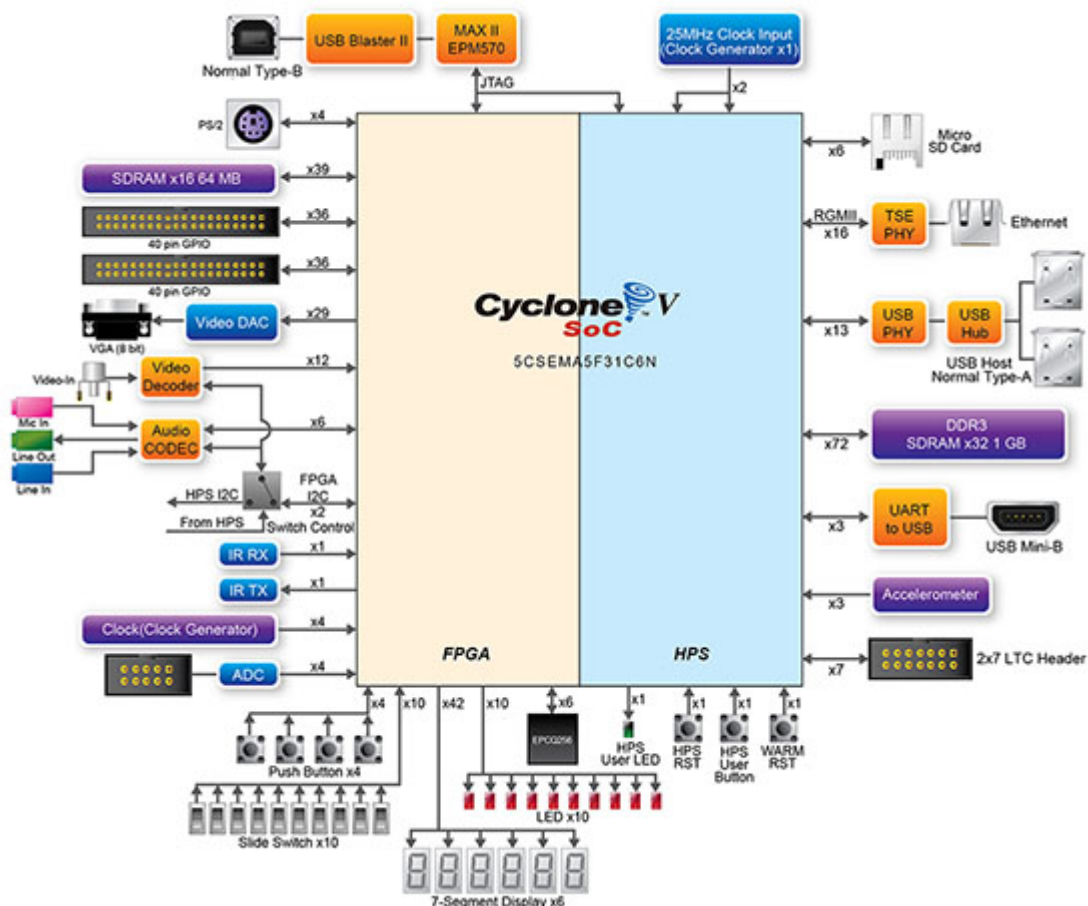 Normal Type-B
USB Blaster II
MAX II
EPM570
25MHz Clock Input
(Clock Generator x1)
JTAG
x2
PS/2
x4
x6
Micro
SD Card
SDRAM x16 64 MB
x39
x36
40 pin GPIO
RGMII
x16
TSE
PHY
Ethernet
x36
40 pin GPIO
VGA (8 bit)
Video DAC
x29
Cyclone V
SoC
5CSEMA5F31C6N
x13
USB
PHY
USB
Hub
USB Host
Normal Type-A
Video-In
Video
Decoder
x12
Mic In
Line Out
Line In
Audio
CODEC
x6
x72
DDR3
SDRAM x32 1 GB
HPS I2C
FPGA
I2C
x2
From HPS
Switch Control
x3
UART
to USB
USB Mini-B
IR RX
x1
IR TX
x1
x3
Accelerometer
Clock(Clock Generator)
x4
FPGA
HPS
x7
2x7 LTC Header
ADC
x4
x4
x10
x42
x10
x6
x1
x1
x1
x1
EPCQ256
HPS
User LED
HPS
RST
HPS
User
Button
WARM
RST
Push Button x4
LED x10
Slide Switch x10
7-Segment Display x6